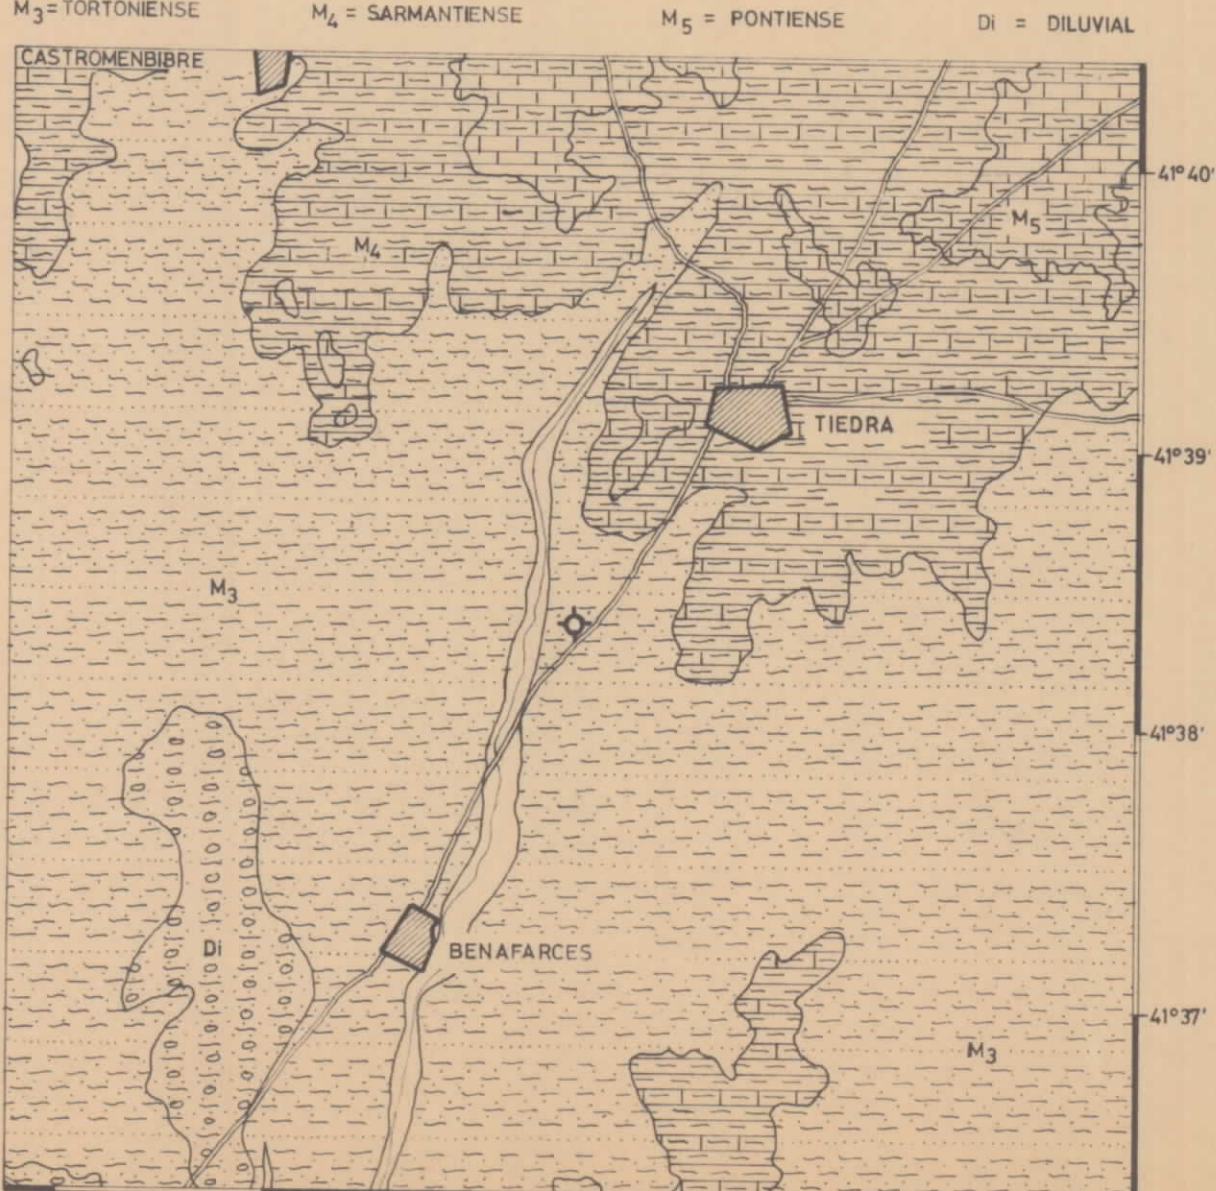 M3 = TORTONIENSE M4 = SARMANTIENSE M5 = PONTIENSE Di = DILUVIAL
CASTROMENBIBRE
41° 40'
M5
M4
TIEDRA
41° 39'
M3
41° 38'
Di
BENAFARCES
41° 37'
M3